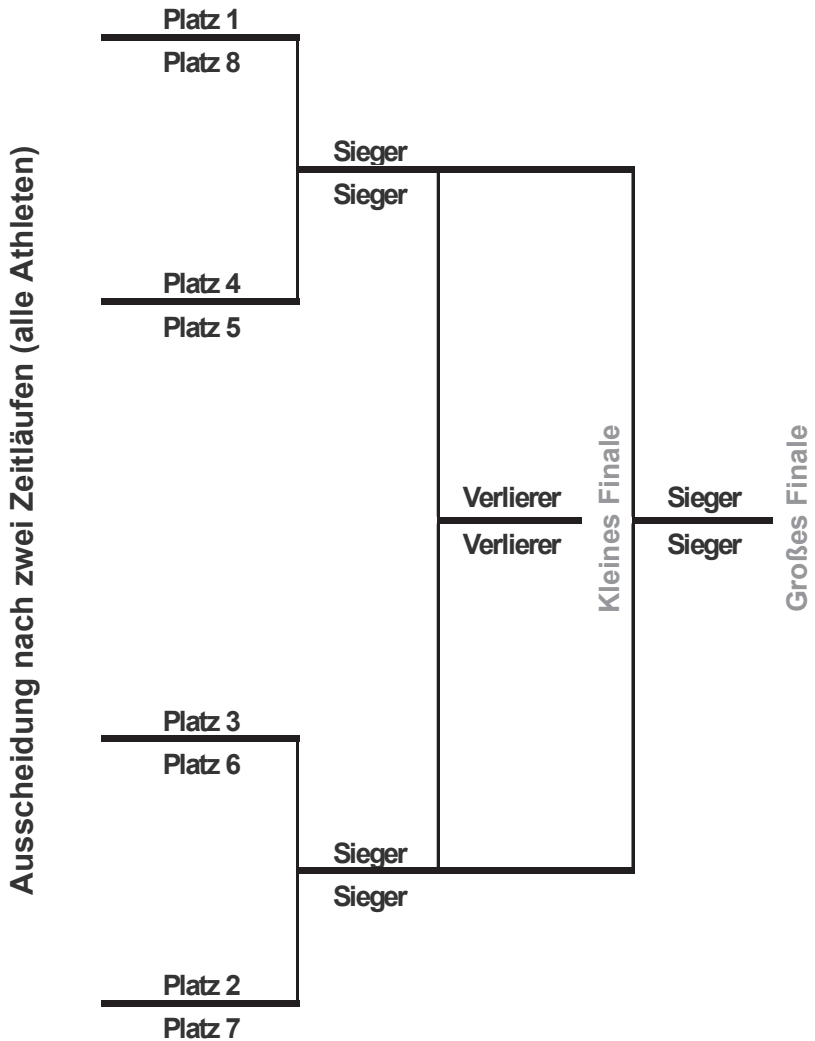 Ausscheidung nach zwei Zeitläufen (alle Athleten)
Platz 1
Platz 8
Sieger
Sieger
Platz 4
Platz 5
Verlierer
Verlierer
Kleines Finale
Sieger
Sieger
Großes Finale
Platz 3
Platz 6
Sieger
Sieger
Platz 2
Platz 7